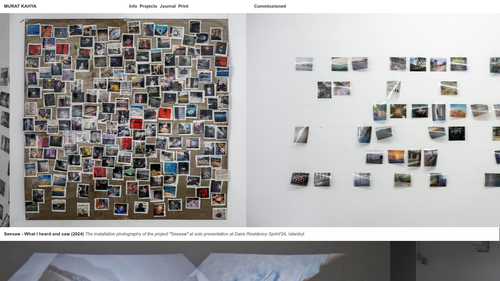 MURAT KAHYA
Info Projects Journal Print
Commissioned
Seesaw - What I heard and saw (2024) The installation photographs of the project "Seesaw" at solo presentation at Daire Residency Sprint'24, Istanbul.